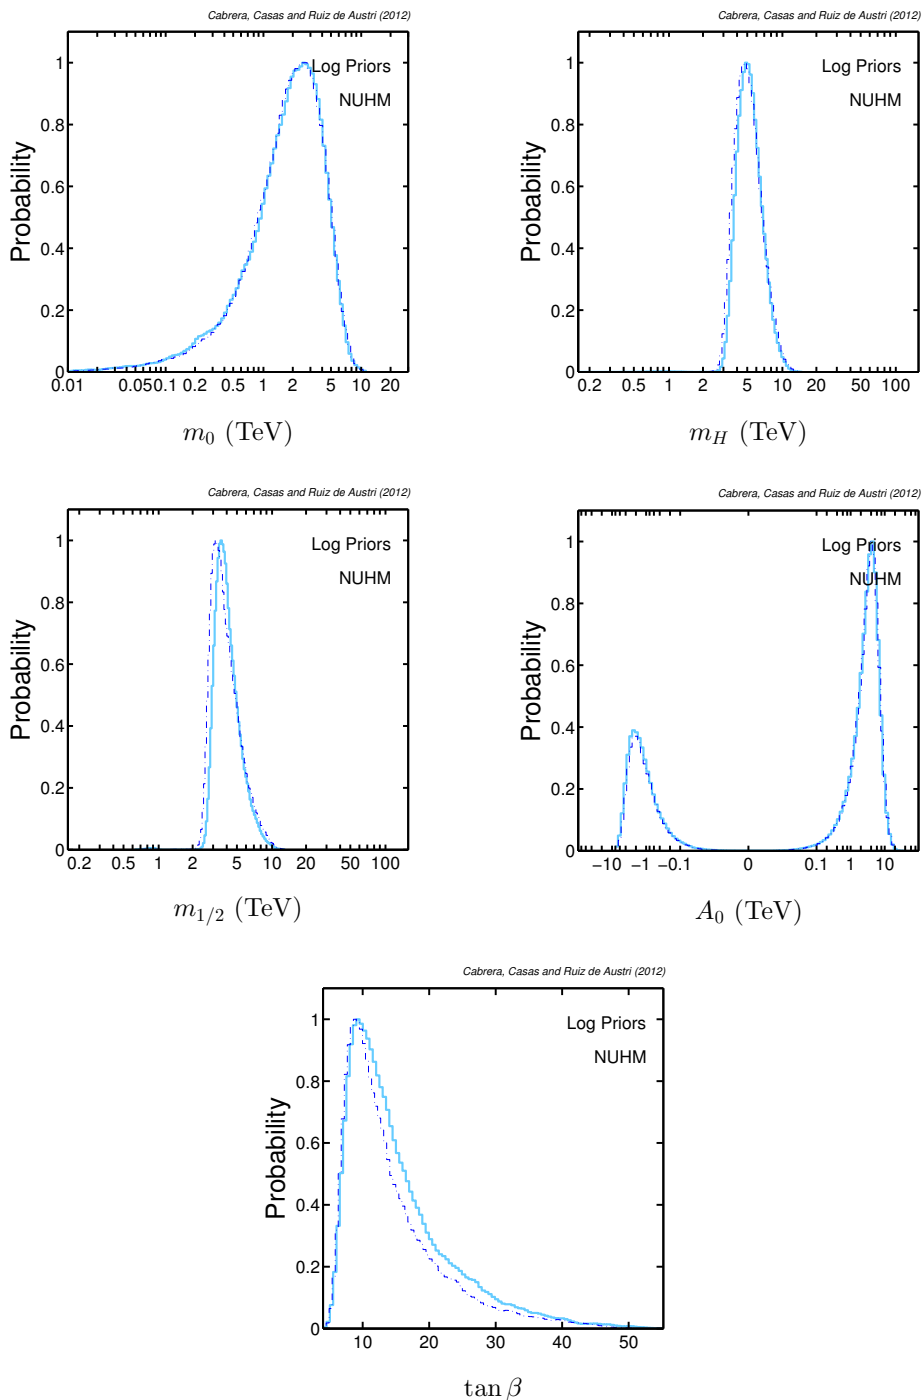 Cabrera, Casas and Ruiz de Austri (2012)
Log Priors
NUHM
Probability
1
0.8
0.6
0.4
0.2
0
0.01 0.05 0.1 0.2 0.5 1 2 5 10 20
m_0 (TeV)
Cabrera, Casas and Ruiz de Austri (2012)
Log Priors
NUHM
Probability
1
0.8
0.6
0.4
0.2
0
0.2 0.5 1 2 5 10 20 50 100
m_H (TeV)
Cabrera, Casas and Ruiz de Austri (2012)
Log Priors
NUHM
Probability
1
0.8
0.6
0.4
0.2
0
0.2 0.5 1 2 5 10 20 50 100
m_{1/2} (TeV)
Cabrera, Casas and Ruiz de Austri (2012)
Log Priors
NUHM
Probability
1
0.8
0.6
0.4
0.2
0
−10 −1 −0.1 0 0.1 1 10
A_0 (TeV)
Cabrera, Casas and Ruiz de Austri (2012)
Log Priors
NUHM
Probability
1
0.8
0.6
0.4
0.2
0
10 20 30 40 50
tan β